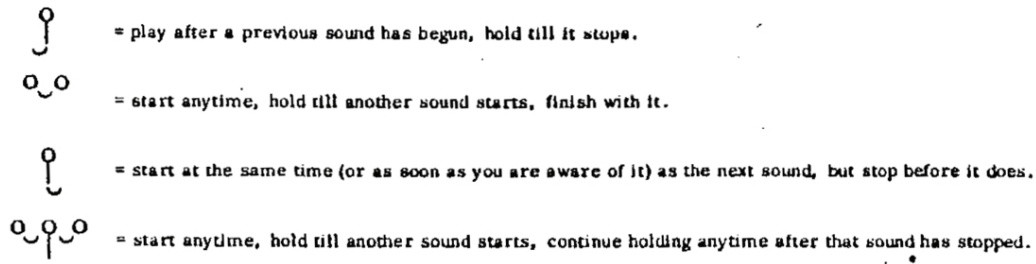 = play after a previous sound has begun, hold till it stops.
= start anytime, hold till another sound starts, finish with it.
= start at the same time (or as soon as you are aware of it) as the next sound, but stop before it does.
= start anytime, hold till another sound starts, continue holding anytime after that sound has stopped.